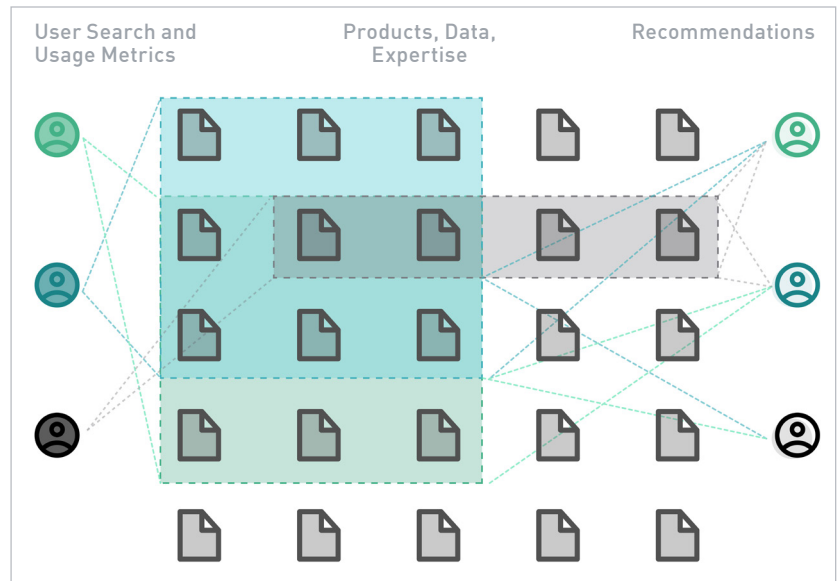 User Search and
Usage Metrics
Products, Data,
Expertise
Recommendations